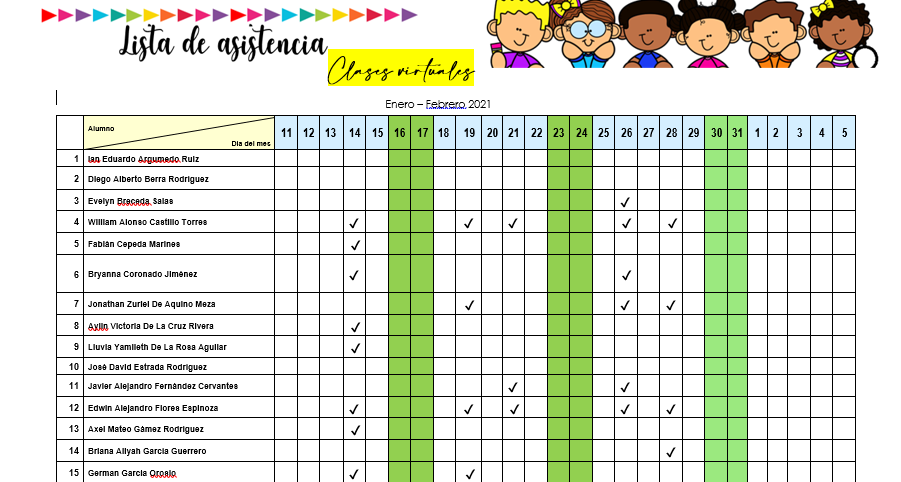 Lista de asistencia
Clases virtuales
Enero – Febrero 2021
Alumno
Dia del mes
11 12 13 14 15 16 17 18 19 20 21 22 23 24 25 26 27 28 29 30 31 1 2 3 4 5
1 Ian Eduardo Argumedo Ruiz
2 Diego Alberto Berra Rodriguez
3 Evelyn Breceda Salas ✓
4 William Alonso Castillo Torres ✓ ✓ ✓ ✓ ✓
5 Fabián Cepeda Marines ✓
6 Bryanna Coronado Jiménez ✓ ✓
7 Jonathan Zuriel De Aquino Meza ✓ ✓ ✓
8 Aylin Victoria De La Cruz Rivera ✓
9 Lluvia Yamileth De La Rosa Aguilar ✓
10 José David Estrada Rodriguez
11 Javier Alejandro Fernández Cervantes ✓ ✓
12 Edwin Alejandro Flores Espinoza ✓ ✓ ✓ ✓ ✓
13 Axel Mateo Gámez Rodriguez ✓
14 Briana Aliyah Garcia Guerrero ✓
15 German Garcia Orosio ✓ ✓